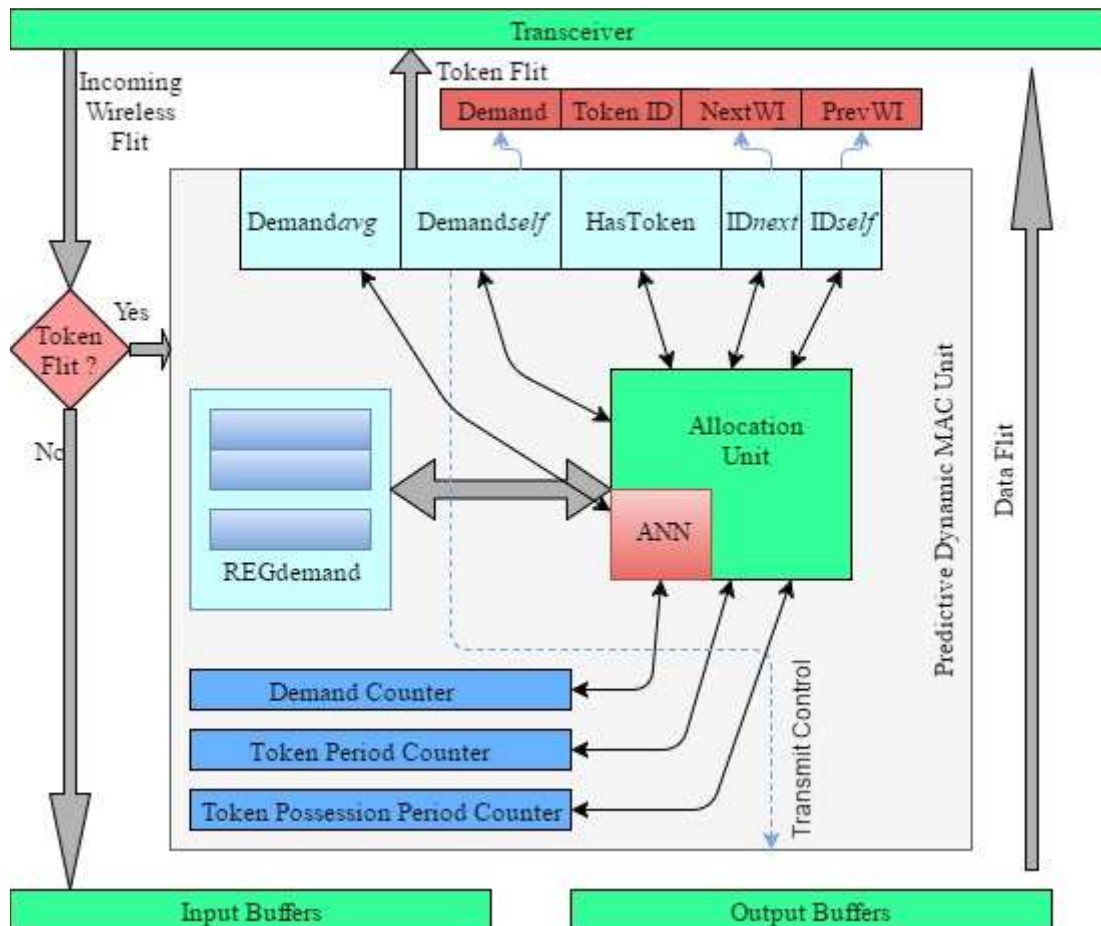 Transceiver
Incoming
Wireless
Flit
Token Flit
Demand
Token ID
NextWI
PrevWI
Demandavg
Demandself
HasToken
IDnext
IDself
Token
Flit ?
Yes
No
Allocation
Unit
ANN
REGdemand
Demand Counter
Token Period Counter
Token Possession Period Counter
Transmit Control
Predictive Dynamic MAC Unit
Data Flit
Input Buffers
Output Buffers